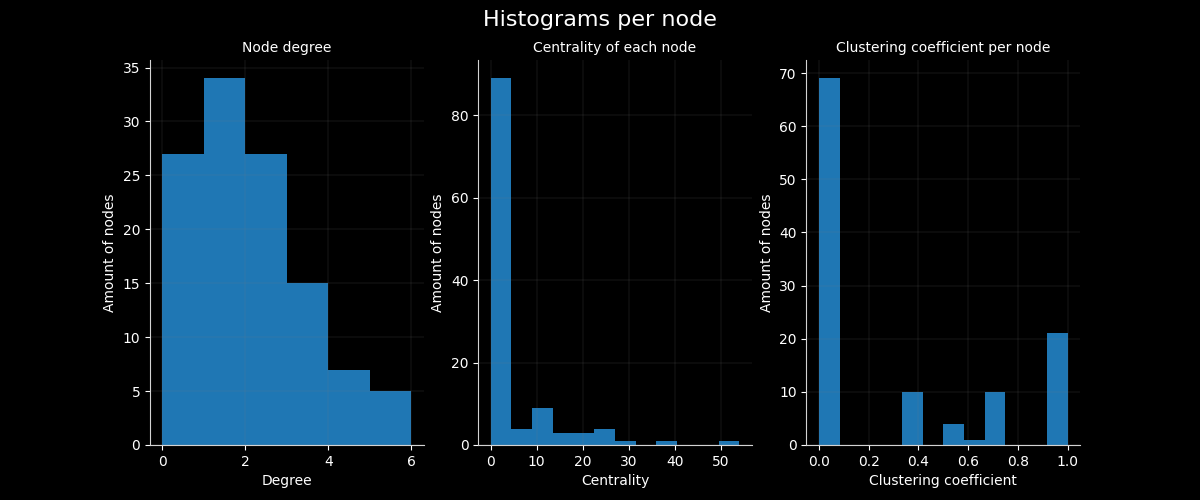 Histograms per node
Node degree
35
30
25
20
15
10
5
0
Amount of nodes
0 2 4 6
Degree
Centrality of each node
80
60
40
20
0
Amount of nodes
0 10 20 30 40 50
Centrality
Clustering coefficient per node
70
60
50
40
30
20
10
0
Amount of nodes
0.0 0.2 0.4 0.6 0.8 1.0
Clustering coefficient